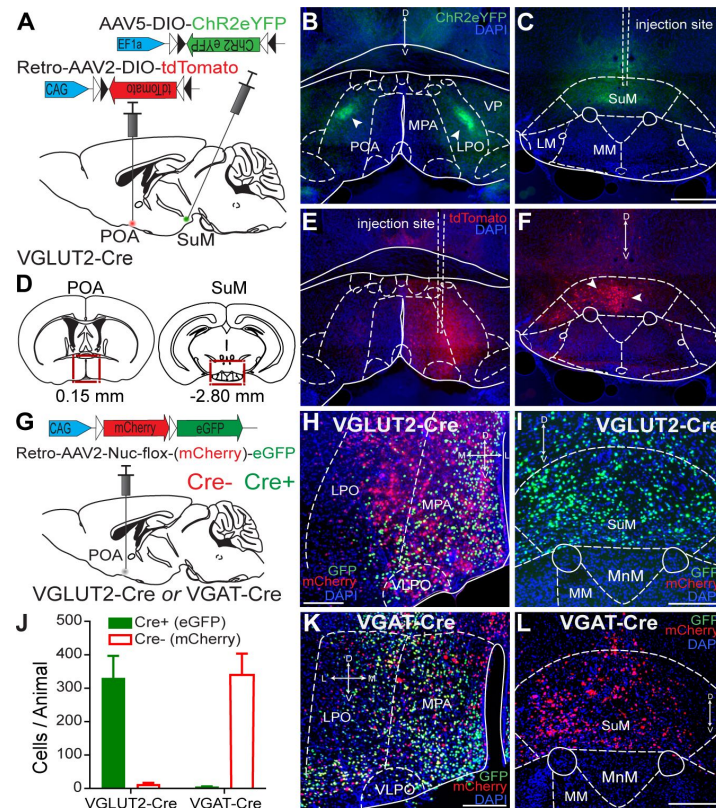 A
AAV5-DIO-ChR2eYFP
EF1a
ChR2 eYFP
Retro-AAV2-DIO-tdTomato
CAG
tdTomato
POA
SuM
VGLUT2-Cre
B
ChR2eYFP
DAPI
D
V
VP
MPA
POA
LPO
C
injection site
SuM
LM
MM
D
POA
SuM
0.15 mm
-2.80 mm
E
injection site
tdTomato
DAPI
F
D
V
G
CAG
mCherry
eGFP
Retro-AAV2-Nuc-flox-(mCherry)-eGFP
Cre- Cre+
POA
VGLUT2-Cre or VGAT-Cre
H
VGLUT2-Cre
D
M
L
V
LPO
MPA
VLPO
GFP
mCherry
DAPI
I
VGLUT2-Cre
D
V
SuM
MnM
MM
GFP
mCherry
DAPI
J
Cre+ (eGFP)
Cre- (mCherry)
Cells / Animal
400
300
200
100
0
VGLUT2-Cre
VGAT-Cre
K
VGAT-Cre
D
L
M
V
LPO
MPA
VLPO
GFP
mCherry
DAPI
L
VGAT-Cre
GFP
mCherry
DAPI
D
V
SuM
MnM
MM